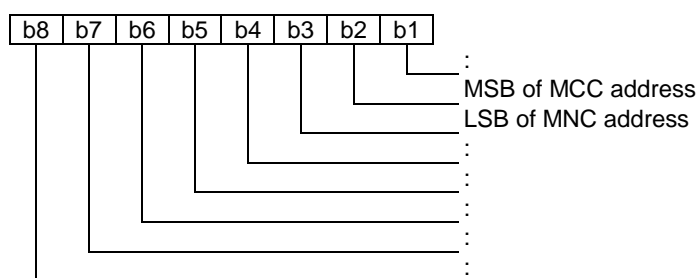 b8 b7 b6 b5 b4 b3 b2 b1
:
MSB of MCC address
LSB of MNC address
:
:
:
:
: